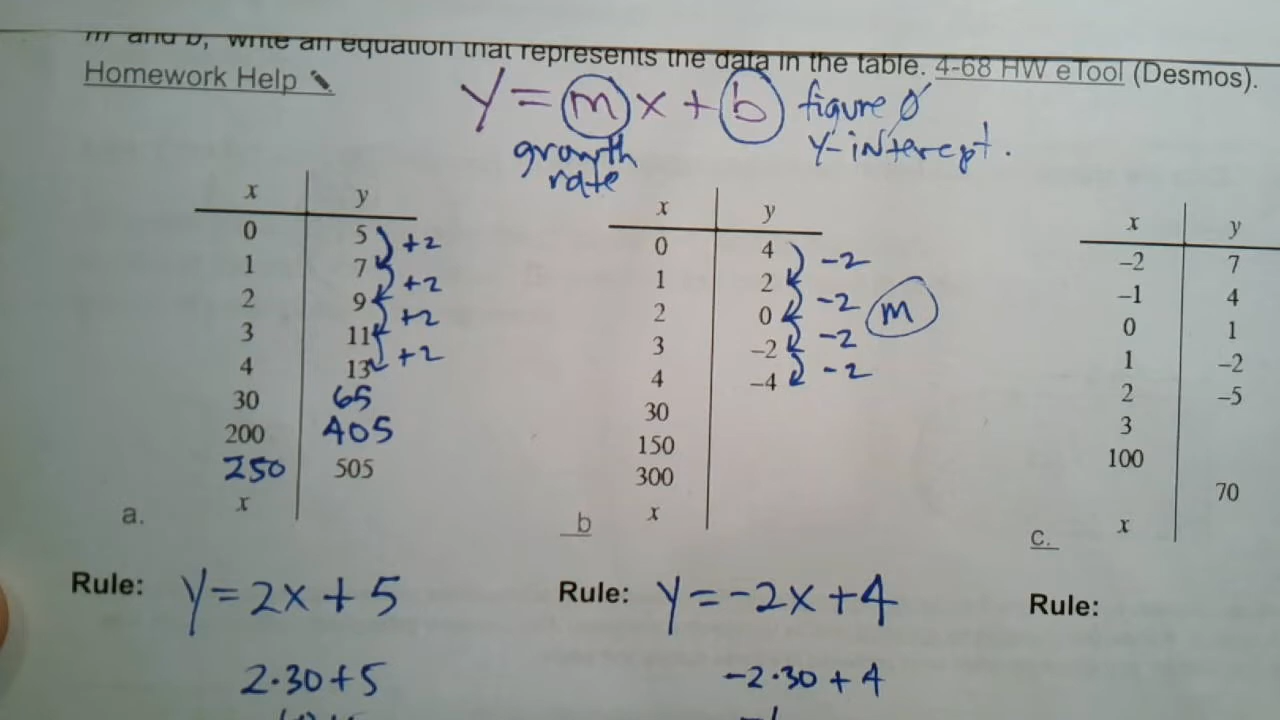 m and b, write an equation that represents the data in the table. 4-68 HW eTool (Desmos).
Homework Help
y = m x + b figure 0
growth rate y-intercept.
x y
0 5 +2
1 7 +2
2 9 +2
3 11 +2
4 13
30 65
200 405
250 505
x
a.
Rule: y = 2x + 5
2·30+5
x y
0 4 -2
1 2 -2
2 0 -2 m
3 -2 -2
4 -4
30
150
300
x
b
Rule: y = -2x +4
-2·30 + 4
x y
-2 7
-1 4
0 1
1 -2
2 -5
3
100
70
x
c.
Rule: